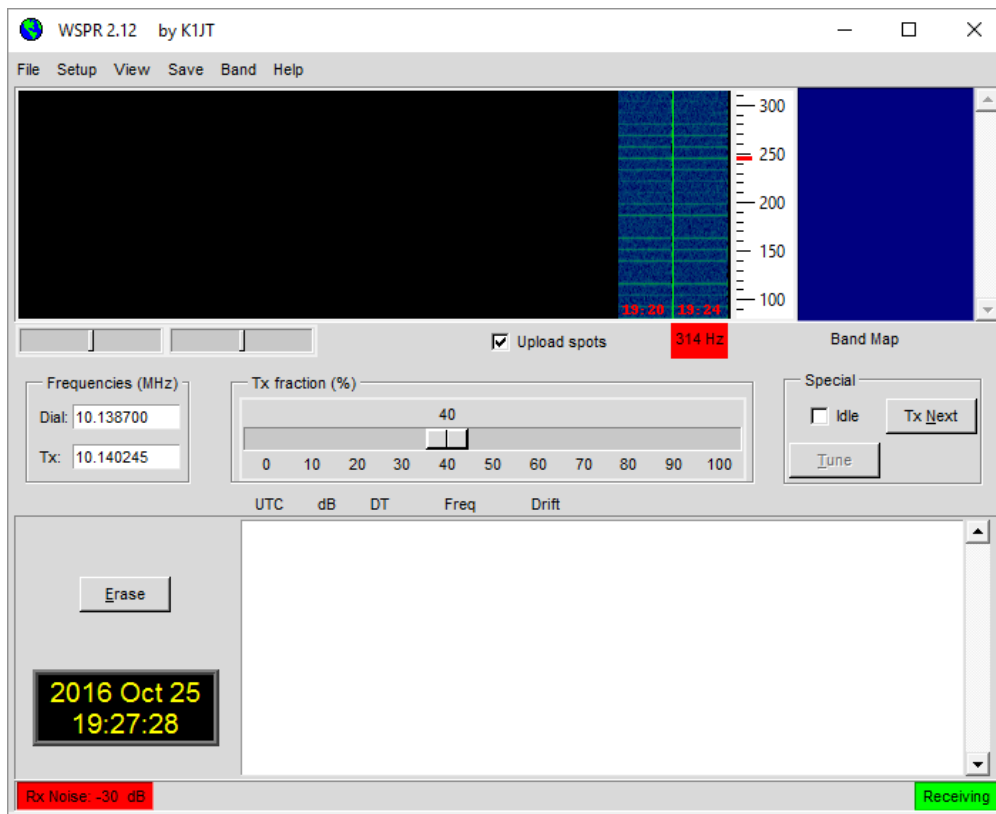 WSPR 2.12 by K1JT
File Setup View Save Band Help
300
250
200
150
100
19:20 19:24
Upload spots
314 Hz
Band Map
Frequencies (MHz)
Dial: 10.138700
Tx: 10.140245
Tx fraction (%)
40
0 10 20 30 40 50 60 70 80 90 100
Special
Idle
Tx Next
Tune
UTC dB DT Freq Drift
Erase
2016 Oct 25
19:27:28
Rx Noise: -30 dB
Receiving